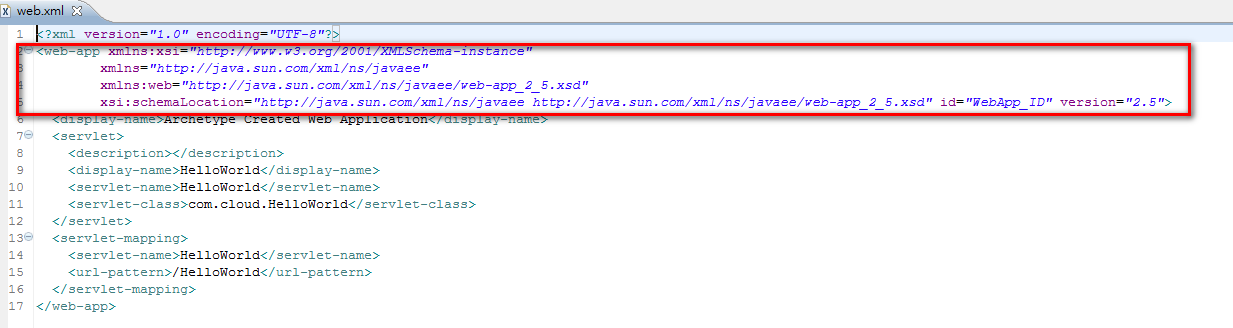 web.xml
1 <?xml version="1.0" encoding="UTF-8"?>
2 <web-app xmlns:xsi="http://www.w3.org/2001/XMLSchema-instance"
3 xmlns="http://java.sun.com/xml/ns/javaee"
4 xmlns:web="http://java.sun.com/xml/ns/javaee/web-app_2_5.xsd"
5 xsi:schemaLocation="http://java.sun.com/xml/ns/javaee http://java.sun.com/xml/ns/javaee/web-app_2_5.xsd" id="WebApp_ID" version="2.5">
6 <display-name>Archetype Created Web Application</display-name>
7 <servlet>
8 <description></description>
9 <display-name>HelloWorld</display-name>
10 <servlet-name>HelloWorld</servlet-name>
11 <servlet-class>com.cloud.HelloWorld</servlet-class>
12 </servlet>
13 <servlet-mapping>
14 <servlet-name>HelloWorld</servlet-name>
15 <url-pattern>/HelloWorld</url-pattern>
16 </servlet-mapping>
17 </web-app>